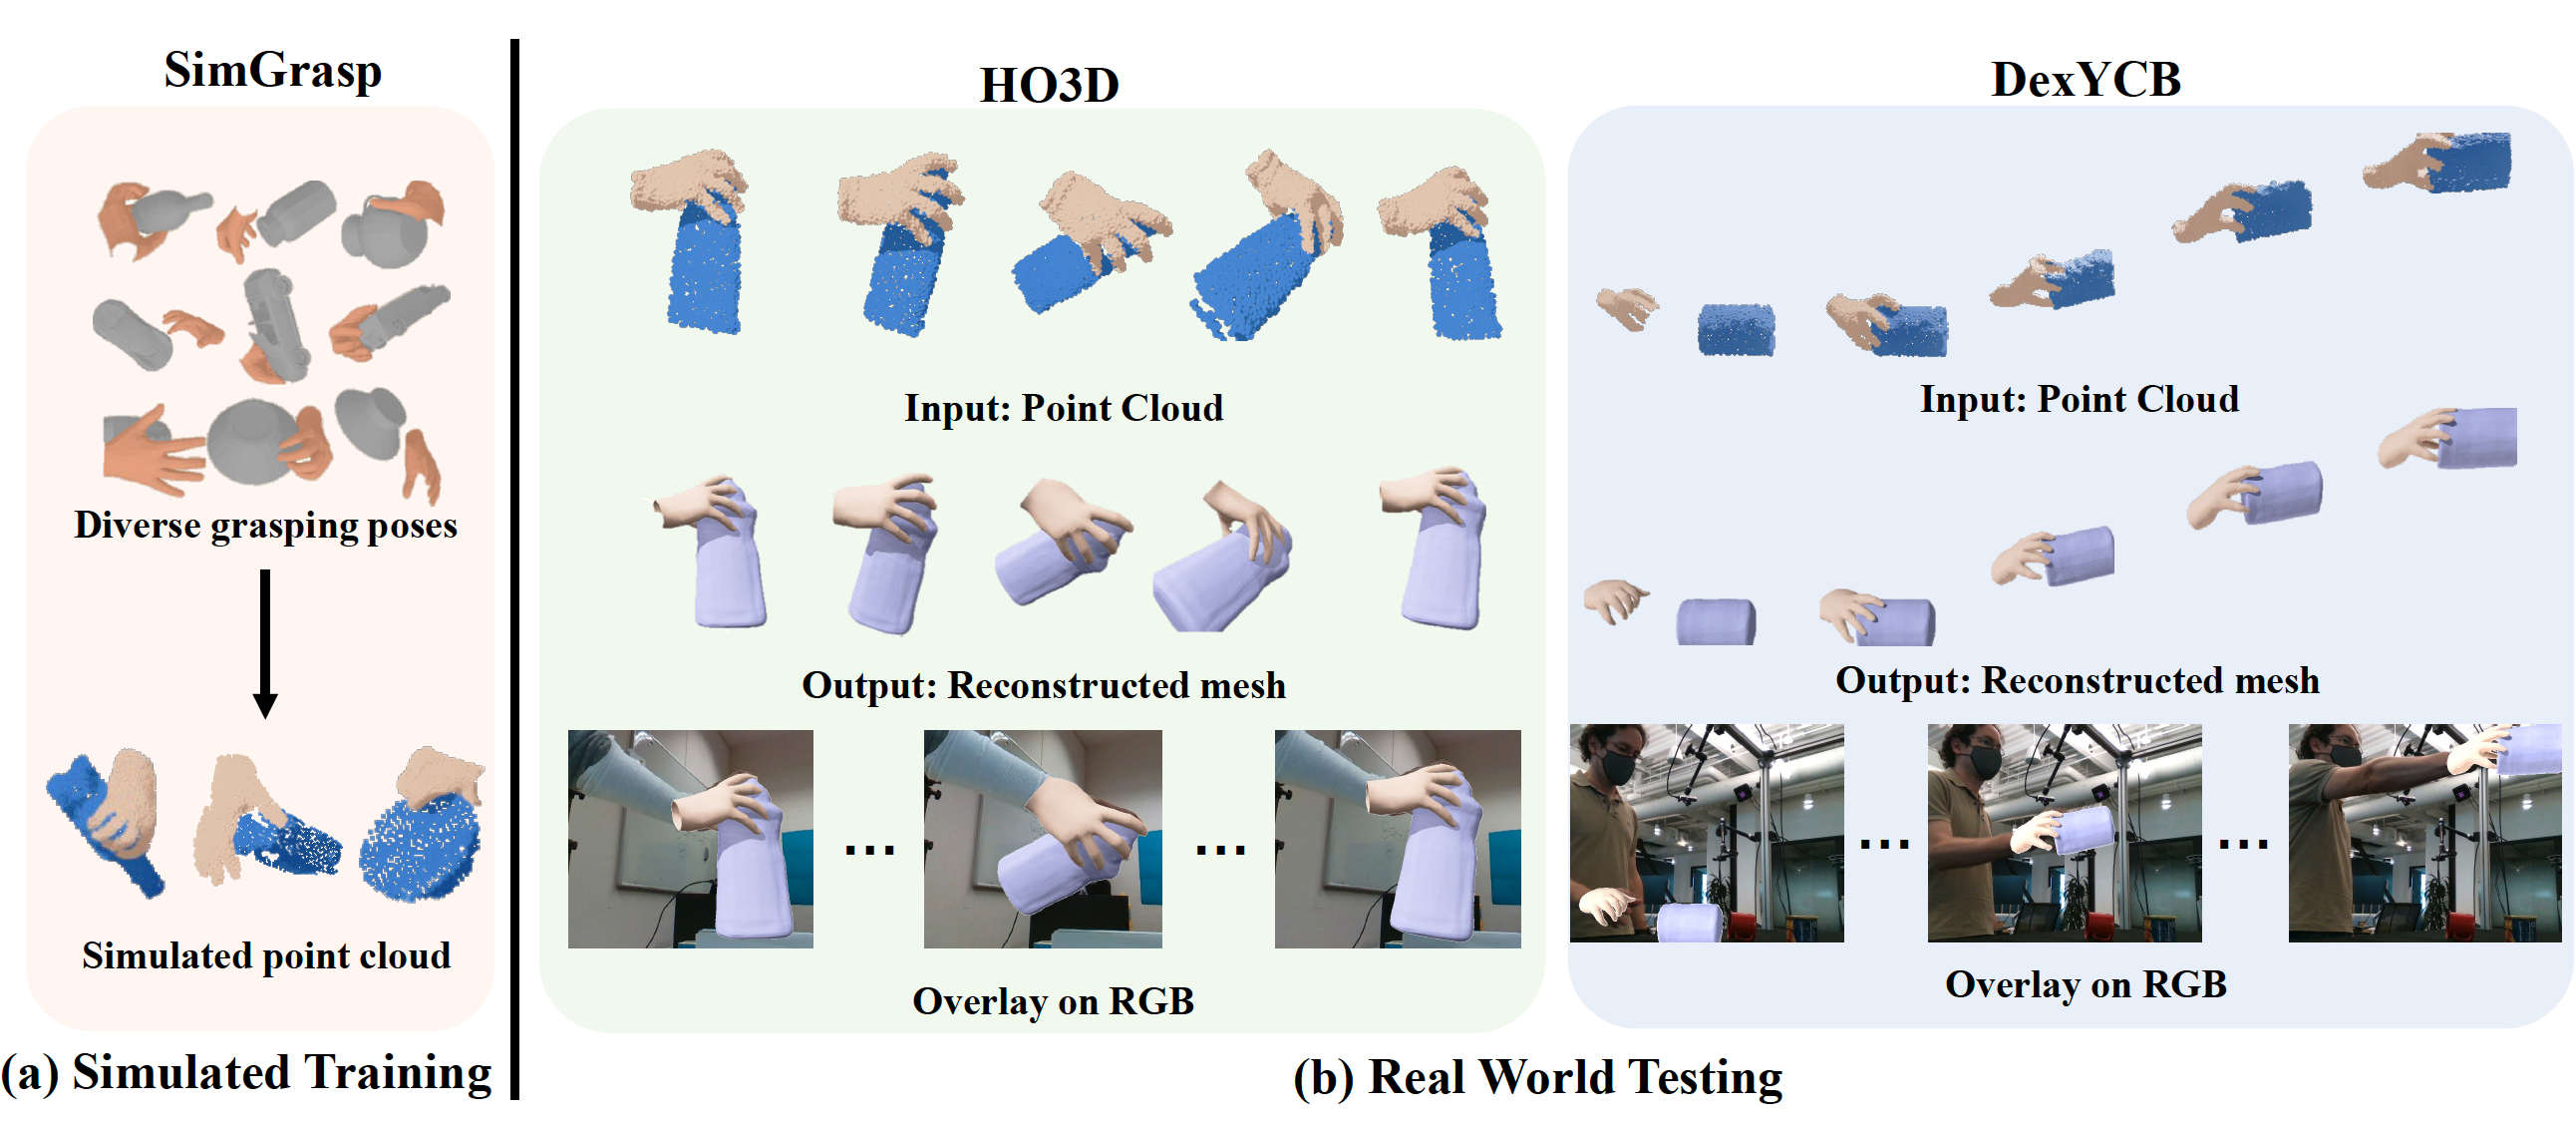 SimGrasp
Diverse grasping poses
Simulated point cloud
(a) Simulated Training
HO3D
Input: Point Cloud
Output: Reconstructed mesh
...
...
Overlay on RGB
DexYCB
Input: Point Cloud
Output: Reconstructed mesh
...
...
Overlay on RGB
(b) Real World Testing